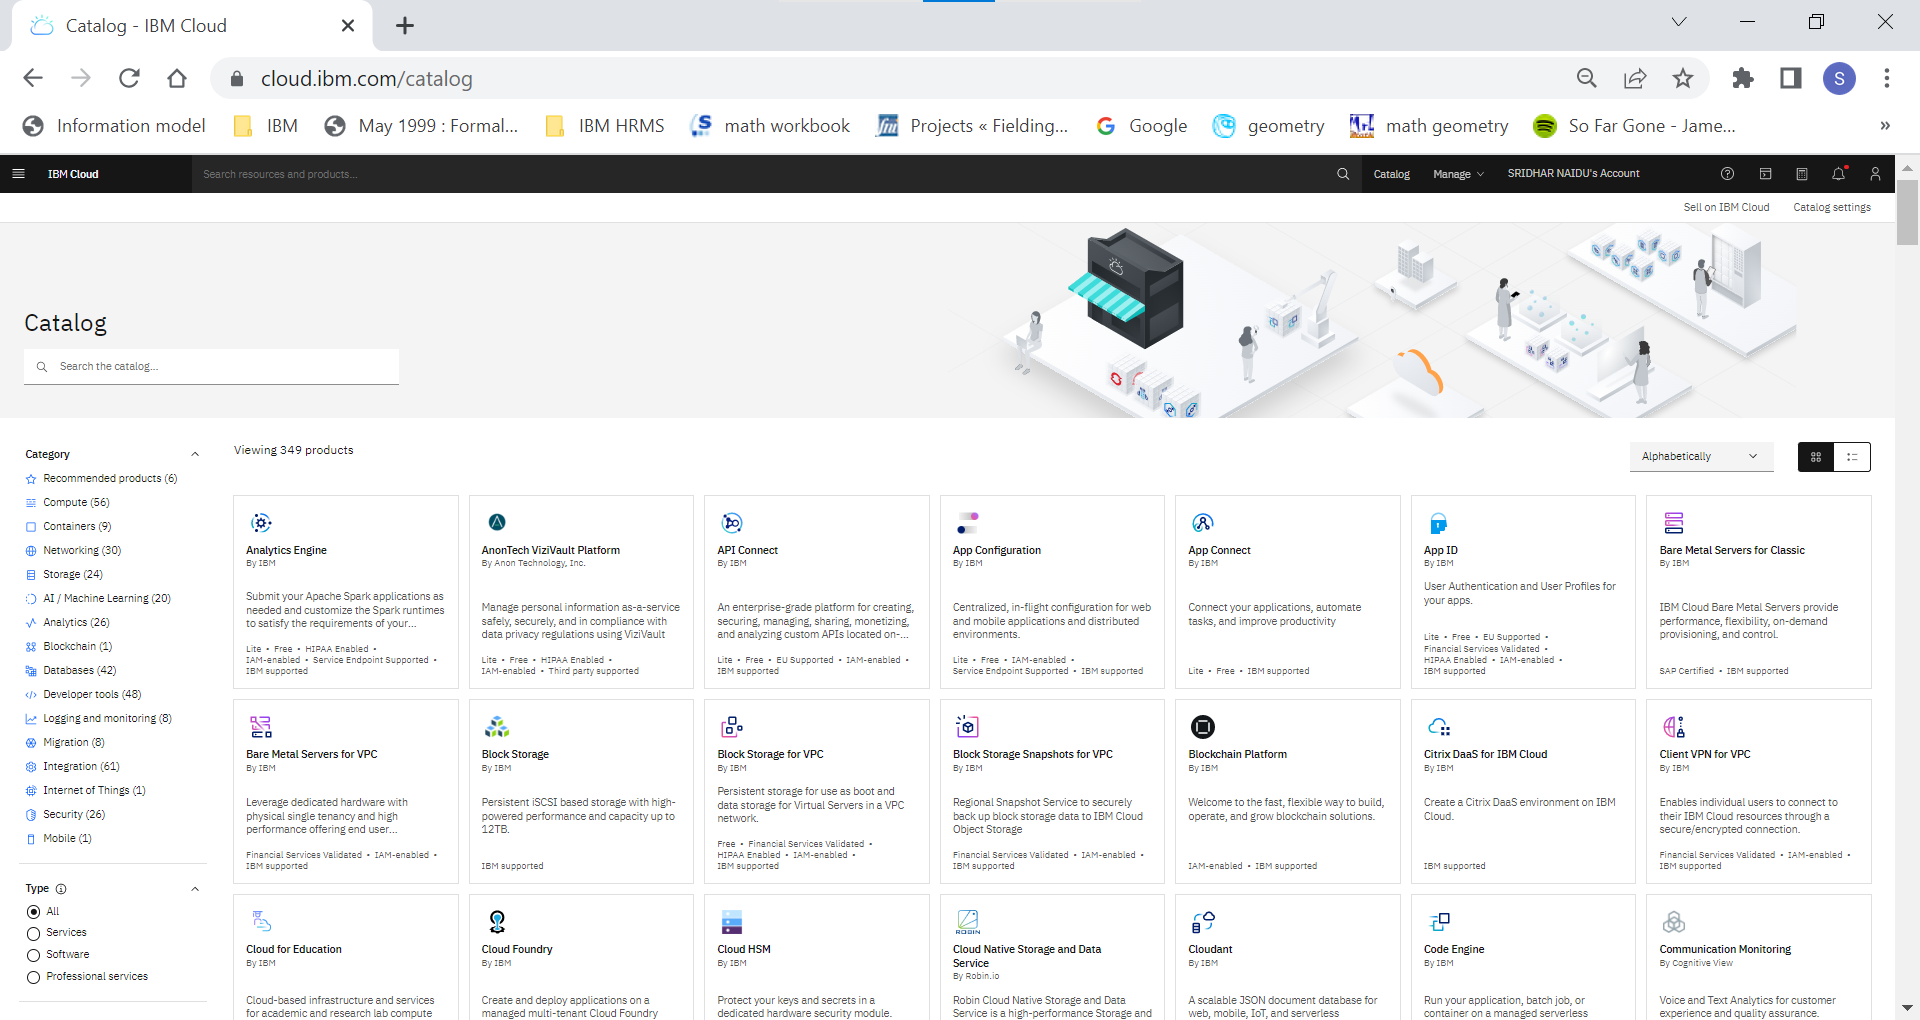 Catalog - IBM Cloud
cloud.ibm.com/catalog
S
Information model
IBM
May 1999 : Formal...
IBM HRMS
math workbook
Projects « Fielding...
Google
geometry
math geometry
So Far Gone - Jame...
»
IBM Cloud
Search resources and products...
Catalog
Manage
SRIDHAR NAIDU's Account
Sell on IBM Cloud
Catalog settings
Catalog
Search the catalog...
Category
Recommended products (6)
Compute (56)
Containers (9)
Networking (30)
Storage (24)
AI / Machine Learning (20)
Analytics (26)
Blockchain (1)
Databases (42)
Developer tools (48)
Logging and monitoring (8)
Migration (8)
Integration (61)
Internet of Things (1)
Security (26)
Mobile (1)
Type
All
Services
Software
Professional services
Viewing 349 products
Alphabetically
Analytics Engine
By IBM
Submit your Apache Spark applications as
needed and customize the Spark runtimes
to satisfy the requirements of your...
Lite • Free • HIPAA Enabled •
IAM-enabled • Service Endpoint Supported •
IBM supported
AnonTech ViziVault Platform
By Anon Technology, Inc.
Manage personal information as-a-service
safely, securely, and in compliance with
data privacy regulations using ViziVault
Lite • Free • HIPAA Enabled •
IAM-enabled • Third party supported
API Connect
By IBM
An enterprise-grade platform for creating,
securing, managing, sharing, monetizing,
and analyzing custom APIs located on-...
Lite • Free • EU Supported • IAM-enabled •
IBM supported
App Configuration
By IBM
Centralized, in-flight configuration for web
and mobile applications and distributed
environments.
Lite • Free • IAM-enabled •
Service Endpoint Supported • IBM supported
App Connect
By IBM
Connect your applications, automate
tasks, and improve productivity
Lite • Free • IBM supported
App ID
By IBM
User Authentication and User Profiles for
your apps.
Lite • Free • EU Supported •
Financial Services Validated •
HIPAA Enabled • IAM-enabled •
IBM supported
Bare Metal Servers for Classic
By IBM
IBM Cloud Bare Metal Servers provide
performance, flexibility, on-demand
provisioning, and control.
SAP Certified • IBM supported
Bare Metal Servers for VPC
By IBM
Leverage dedicated hardware with
physical single tenancy and high
performance offering end user...
Financial Services Validated • IAM-enabled •
IBM supported
Block Storage
By IBM
Persistent iSCSI based storage with high-
powered performance and capacity up to
12TB.
IBM supported
Block Storage for VPC
By IBM
Persistent storage for use as boot and
data storage for Virtual Servers in a VPC
network.
Free • Financial Services Validated •
HIPAA Enabled • IAM-enabled •
IBM supported
Block Storage Snapshots for VPC
By IBM
Regional Snapshot Service to securely
back up block storage data to IBM Cloud
Object Storage
Financial Services Validated • IAM-enabled •
IBM supported
Blockchain Platform
By IBM
Welcome to the fast, flexible way to build,
operate, and grow blockchain solutions.
IAM-enabled • IBM supported
Citrix DaaS for IBM Cloud
By IBM
Create a Citrix DaaS environment on IBM
Cloud.
IBM supported
Client VPN for VPC
By IBM
Enables individual users to connect to
their IBM Cloud resources through a
secure/encrypted connection.
Financial Services Validated • IAM-enabled •
IBM supported
Cloud for Education
By IBM
Cloud-based infrastructure and services
for academic and research lab compute
Cloud Foundry
By IBM
Create and deploy applications on a
managed multi-tenant Cloud Foundry
Cloud HSM
By IBM
Protect your keys and secrets in a
dedicated hardware security module.
ROBIN
Cloud Native Storage and Data
Service
By Robin.io
Robin Cloud Native Storage and Data
Service is a high-performance Storage and
Cloudant
By IBM
A scalable JSON document database for
web, mobile, IoT, and serverless
Code Engine
By IBM
Run your application, batch job, or
container on a managed serverless
Communication Monitoring
By Cognitive View
Voice and Text Analytics for customer
experience and quality assurance.